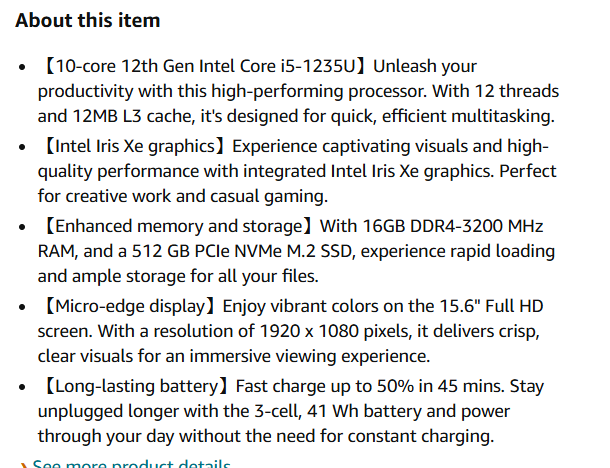 About this item
• 【10-core 12th Gen Intel Core i5-1235U】Unleash your
productivity with this high-performing processor. With 12 threads
and 12MB L3 cache, it's designed for quick, efficient multitasking.
• 【Intel Iris Xe graphics】Experience captivating visuals and high-
quality performance with integrated Intel Iris Xe graphics. Perfect
for creative work and casual gaming.
• 【Enhanced memory and storage】With 16GB DDR4-3200 MHz
RAM, and a 512 GB PCIe NVMe M.2 SSD, experience rapid loading
and ample storage for all your files.
• 【Micro-edge display】Enjoy vibrant colors on the 15.6" Full HD
screen. With a resolution of 1920 x 1080 pixels, it delivers crisp,
clear visuals for an immersive viewing experience.
• 【Long-lasting battery】Fast charge up to 50% in 45 mins. Stay
unplugged longer with the 3-cell, 41 Wh battery and power
through your day without the need for constant charging.
› See more product details